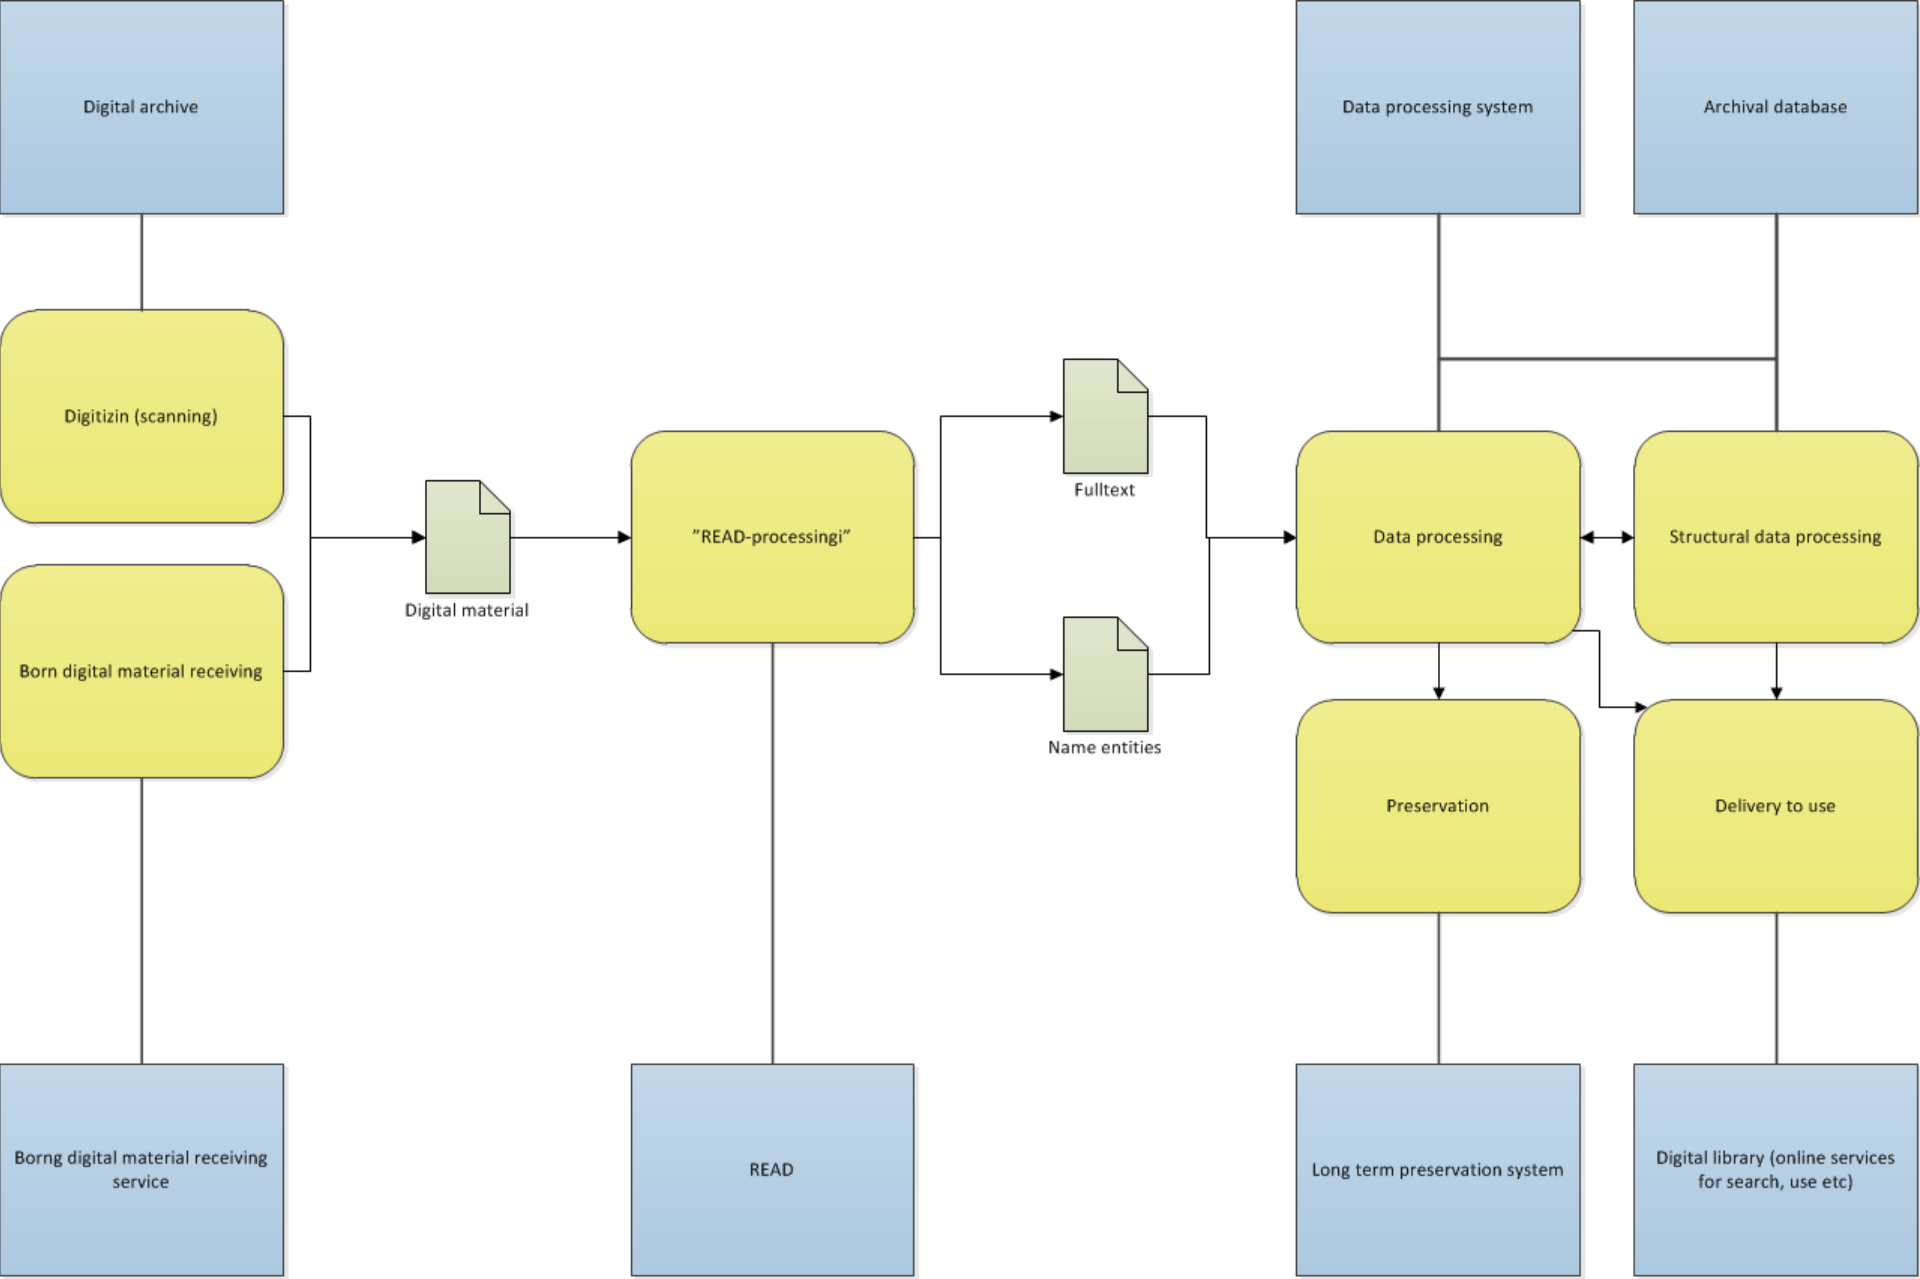 Digital archive
Data processing system
Archival database
Digitizin (scanning)
Fulltext
"READ-processingi"
Data processing
Structural data processing
Digital material
Born digital material receiving
Name entities
Preservation
Delivery to use
Borng digital material receiving
service
READ
Long term preservation system
Digital library (online services
for search, use etc)